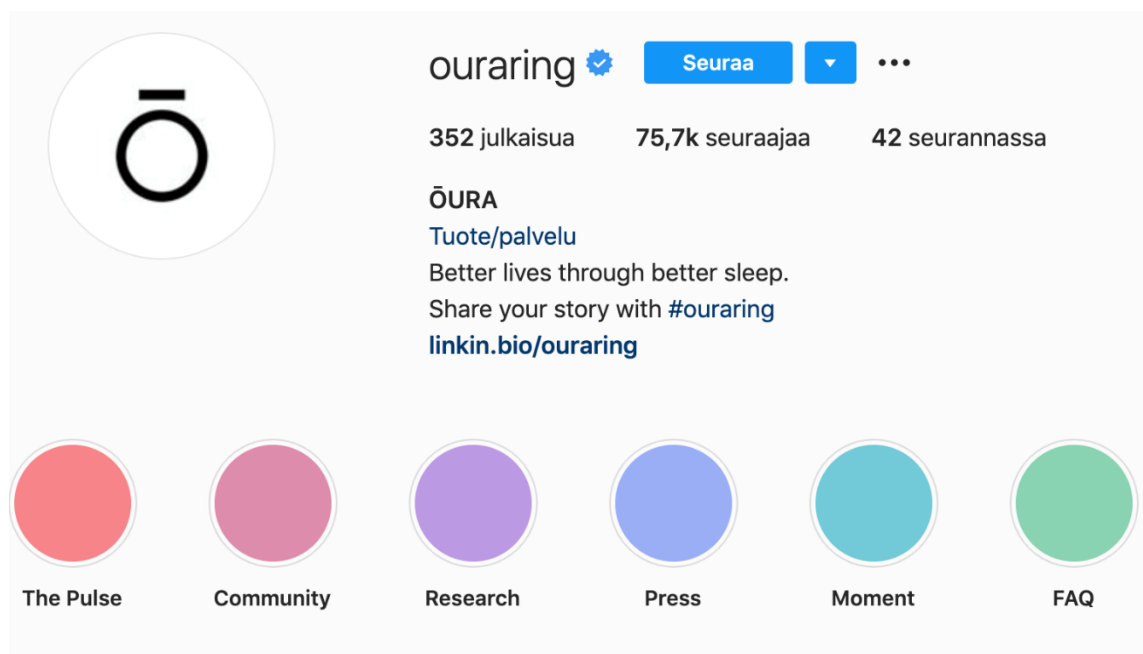 ouraring Seuraa
352 julkaisua 75,7k seuraajaa 42 seurannassa
ŌURA
Tuote/palvelu
Better lives through better sleep.
Share your story with #ouraring
linkin.bio/ouraring
The Pulse Community Research Press Moment FAQ